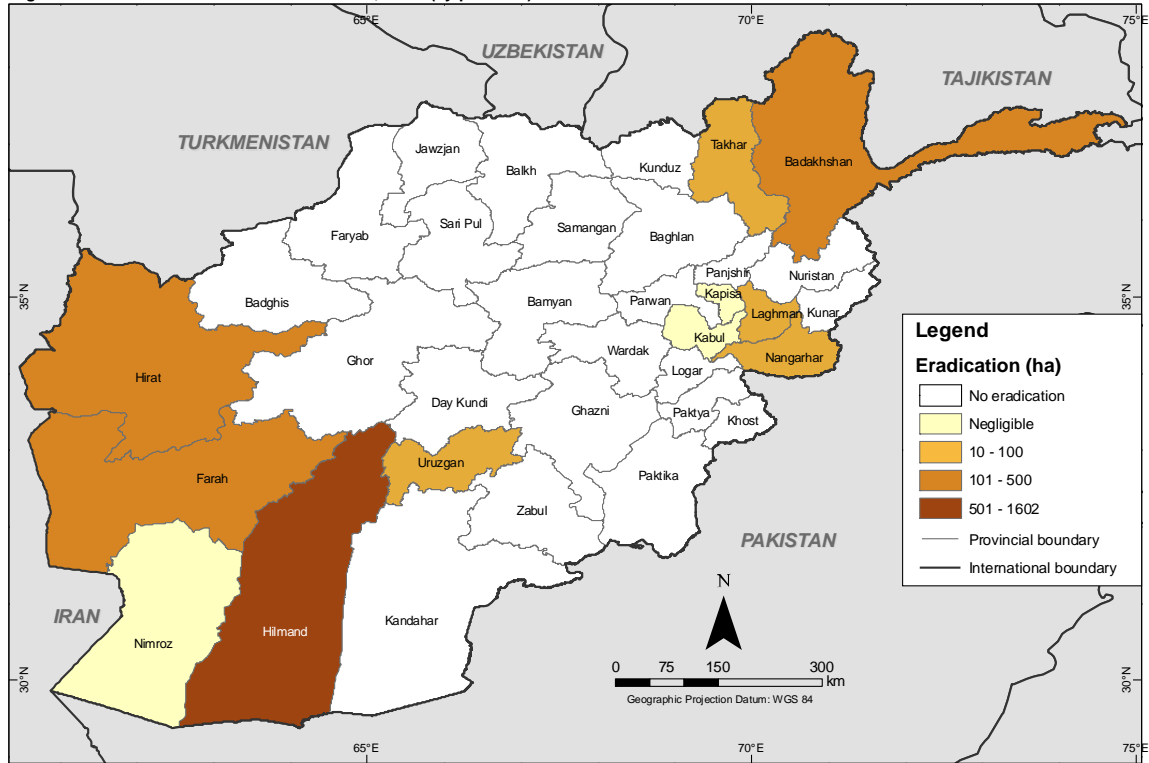 65°E
70°E
75°E
UZBEKISTAN
TAJIKISTAN
TURKMENISTAN
Jawzjan
Takhar
Balkh
Kunduz
Badakhshan
Sari Pul
Samangan
Faryab
Baghlan
Panjshir
Nuristan
35°N
Badghis
Bamyan
Parwan
Kapisa
35°N
Laghman
Kunar
Kabul
Wardak
Ghor
Nangarhar
Logar
Hirat
Day Kundi
Ghazni
Paktya
Khost
Uruzgan
Farah
Paktika
Zabul
PAKISTAN
IRAN
Nimroz
Hilmand
Kandahar
30°N
30°N
Legend
Eradication (ha)
No eradication
Negligible
10 - 100
101 - 500
501 - 1602
Provincial boundary
International boundary
N
0 75 150 300
km
Geographic Projection Datum: WGS 84
65°E
70°E
75°E